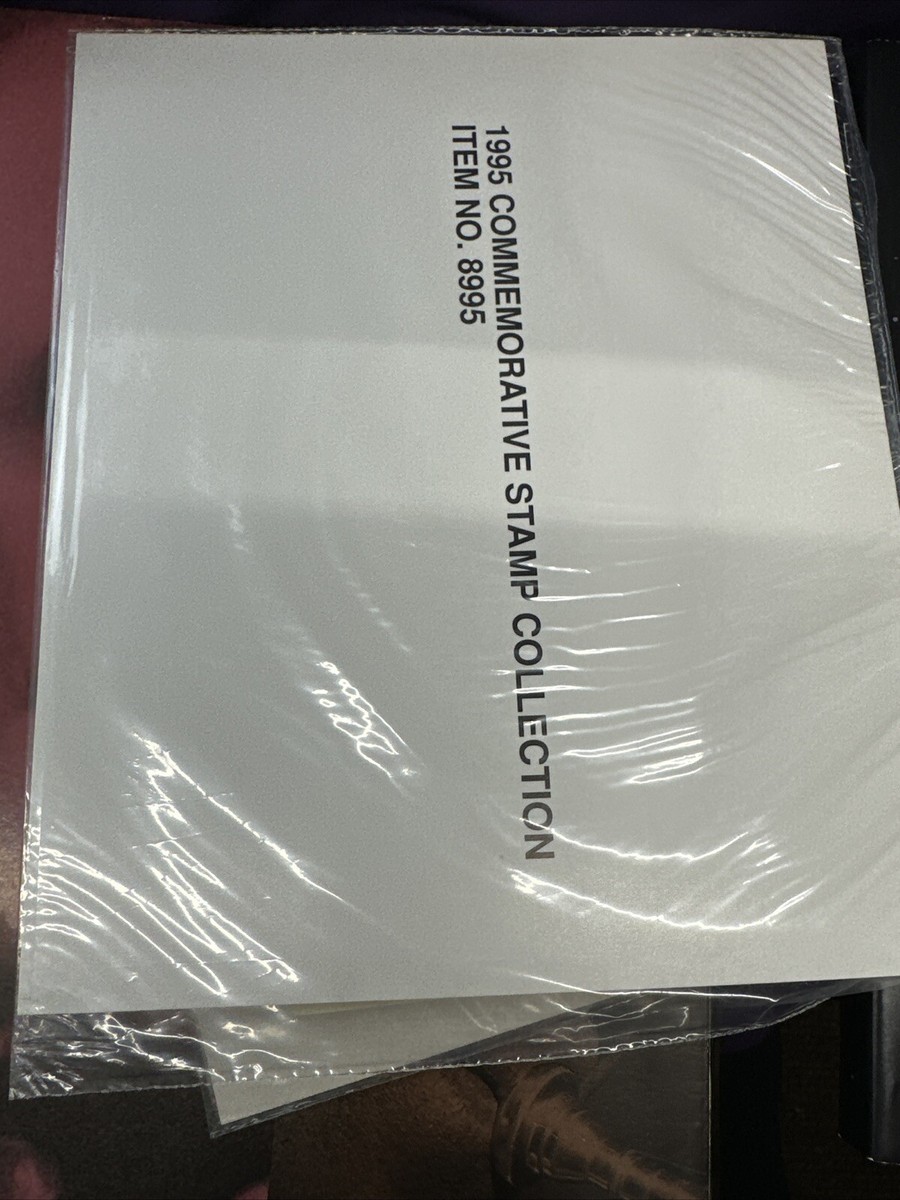 1995 COMMEMORATIVE STAMP COLLECTION
ITEM NO. 8995